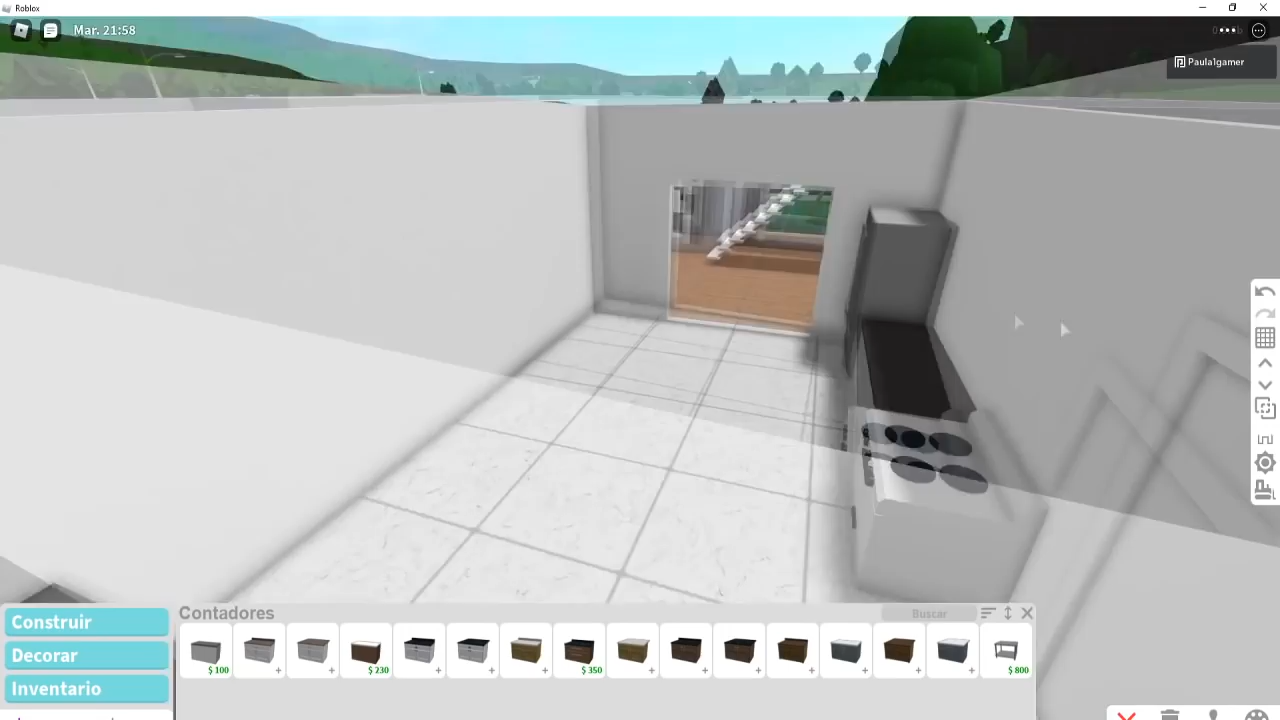 Roblox
Mar. 21:58
Paula1gamer
Construir
Decorar
Inventario
Contadores
Buscar
$ 100
+
+
$ 230
+
+
+
$ 350
+
+
+
+
+
+
+
$ 800